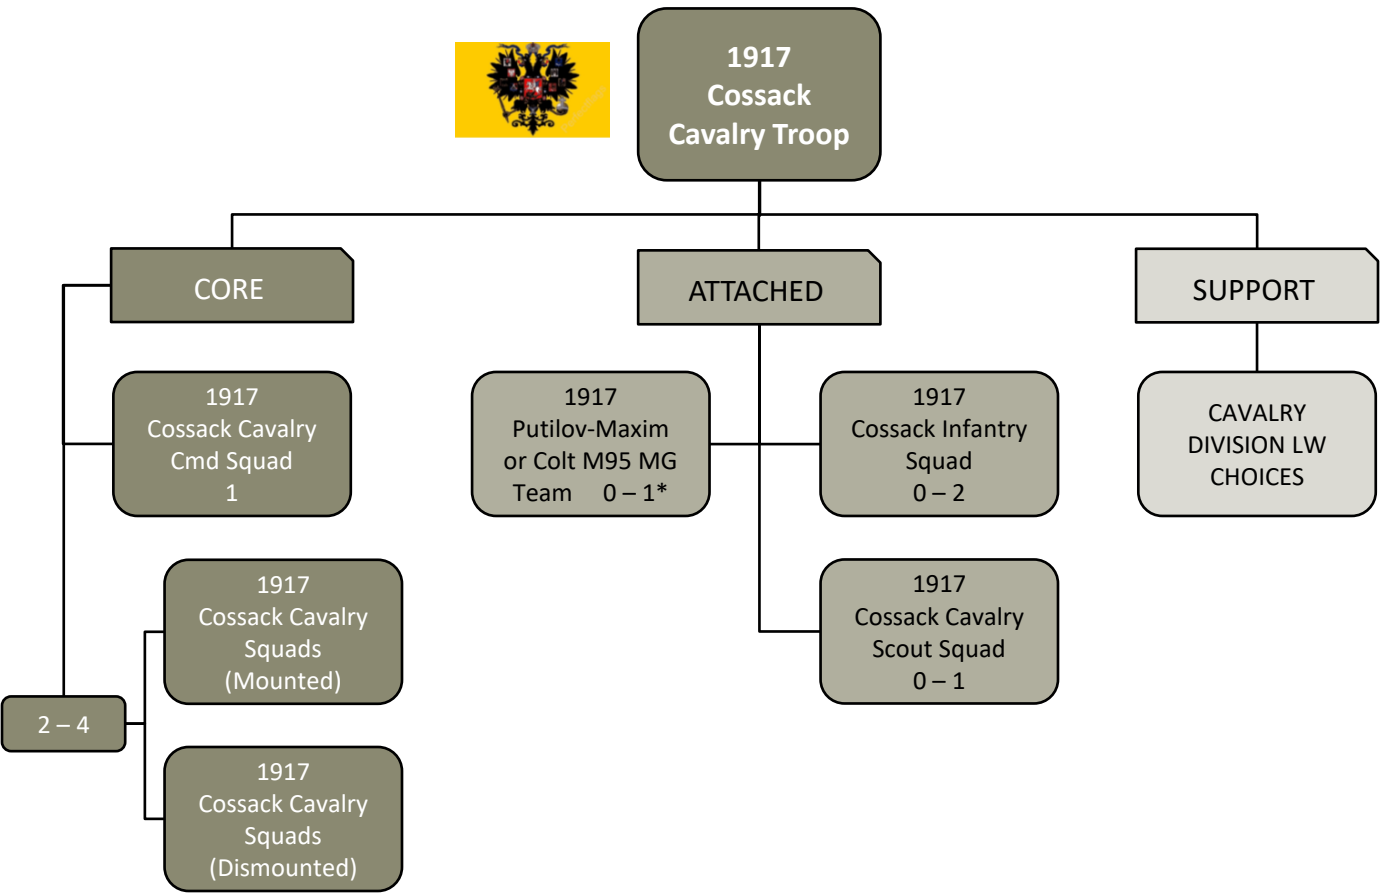 1917
Cossack
Cavalry Troop
CORE
ATTACHED
SUPPORT
1917
Cossack Cavalry
Cmd Squad
1
1917
Putilov-Maxim
or Colt M95 MG
Team 0 – 1*
1917
Cossack Infantry
Squad
0 – 2
CAVALRY
DIVISION LW
CHOICES
1917
Cossack Cavalry
Squads
(Mounted)
1917
Cossack Cavalry
Scout Squad
0 – 1
2 – 4
1917
Cossack Cavalry
Squads
(Dismounted)